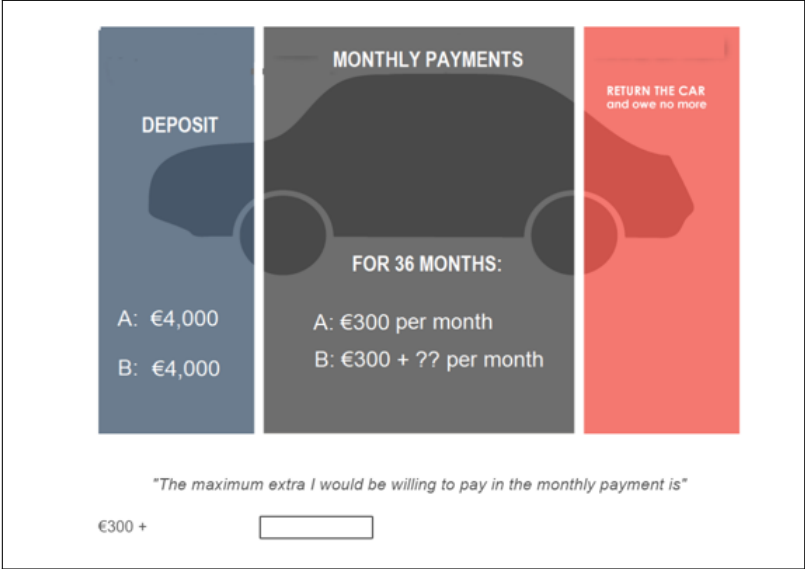 MONTHLY PAYMENTS
RETURN THE CAR
and owe no more
DEPOSIT
FOR 36 MONTHS:
A: €4,000
A: €300 per month
B: €4,000
B: €300 + ?? per month
"The maximum extra I would be willing to pay in the monthly payment is"
€300 +